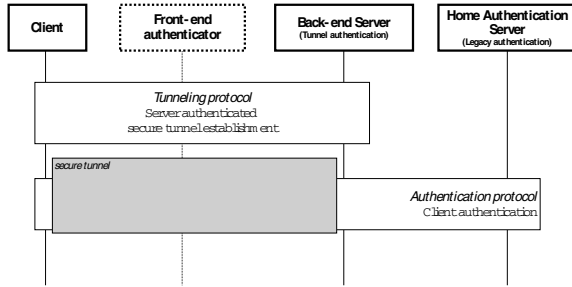 Client
Front-end
authenticator
Back-end Server
(Tunnel authentication)
Home Authentication
Server
(Legacy authentication)
Tunneling protocol
Server authenticated
secure tunnel establishment
secure tunnel
Authentication protocol
Client authentication